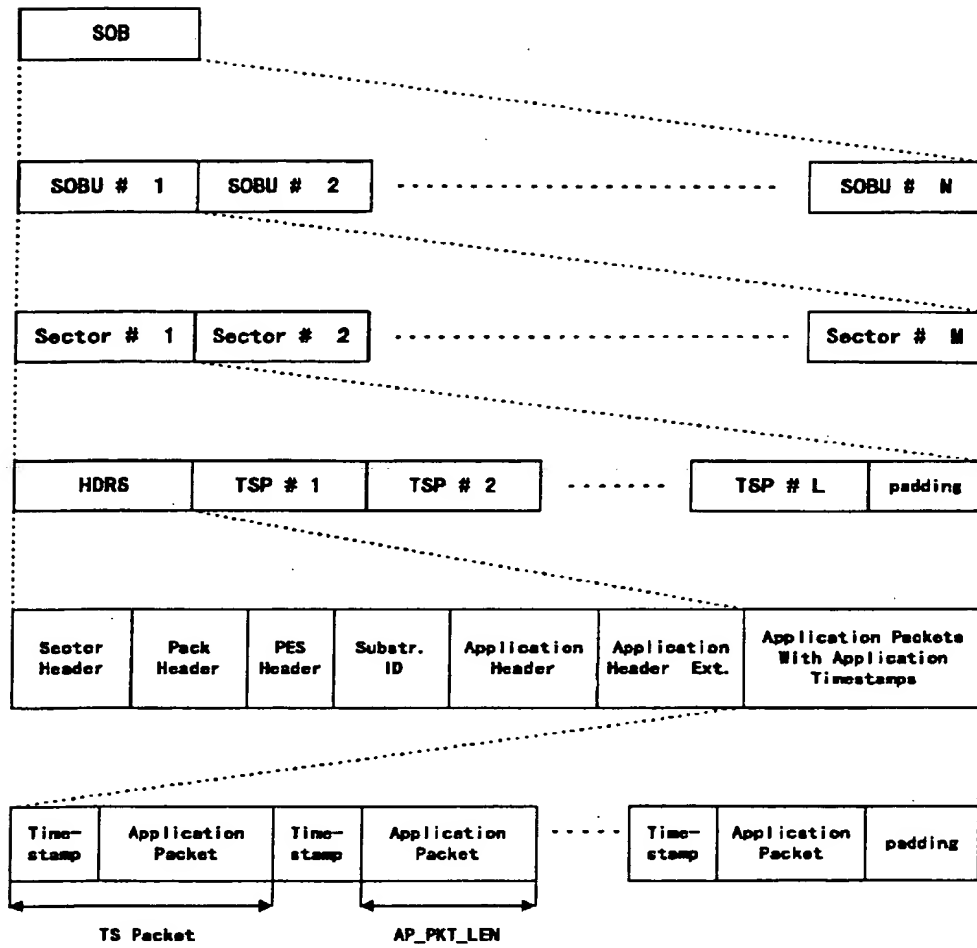 SOB
SOBU # 1 SOBU # 2 SOBU # N
Sector # 1 Sector # 2 Sector # M
HDRS TSP # 1 TSP # 2 TSP # L padding
Sector Header
Pack Header
PES Header
Substr. ID
Application Header
Application Header Ext.
Application Packets
With Application
Timestamps
Time-
stamp
Application
Packet
Time-
stamp
Application
Packet
Time-
stamp
Application
Packet
padding
TS Packet AP_PKT_LEN